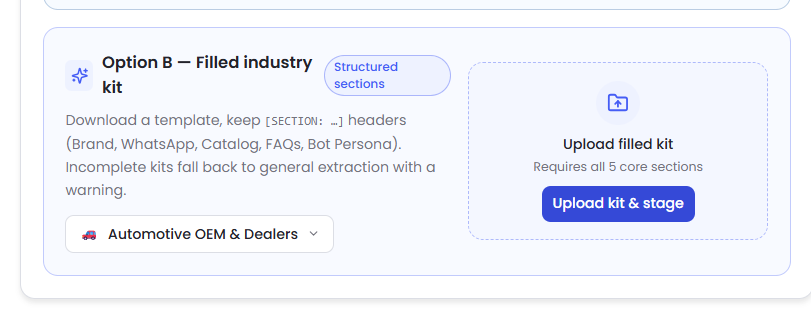 Option B — Filled industry
kit
Structured
sections
Download a template, keep [SECTION: …] headers
(Brand, WhatsApp, Catalog, FAQs, Bot Persona).
Incomplete kits fall back to general extraction with a
warning.
Automotive OEM & Dealers
Upload filled kit
Requires all 5 core sections
Upload kit & stage